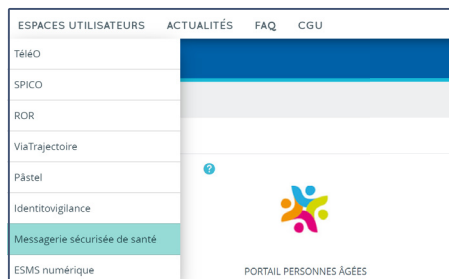 ESPACES UTILISATEURS ACTUALITÉS FAQ CGU
TéléO
SPICO
ROR
ViaTrajectoire
Pâstel
?
Identitovigilance
Messagerie sécurisée de santé
ESMS numérique
PORTAIL PERSONNES ÂGÉES